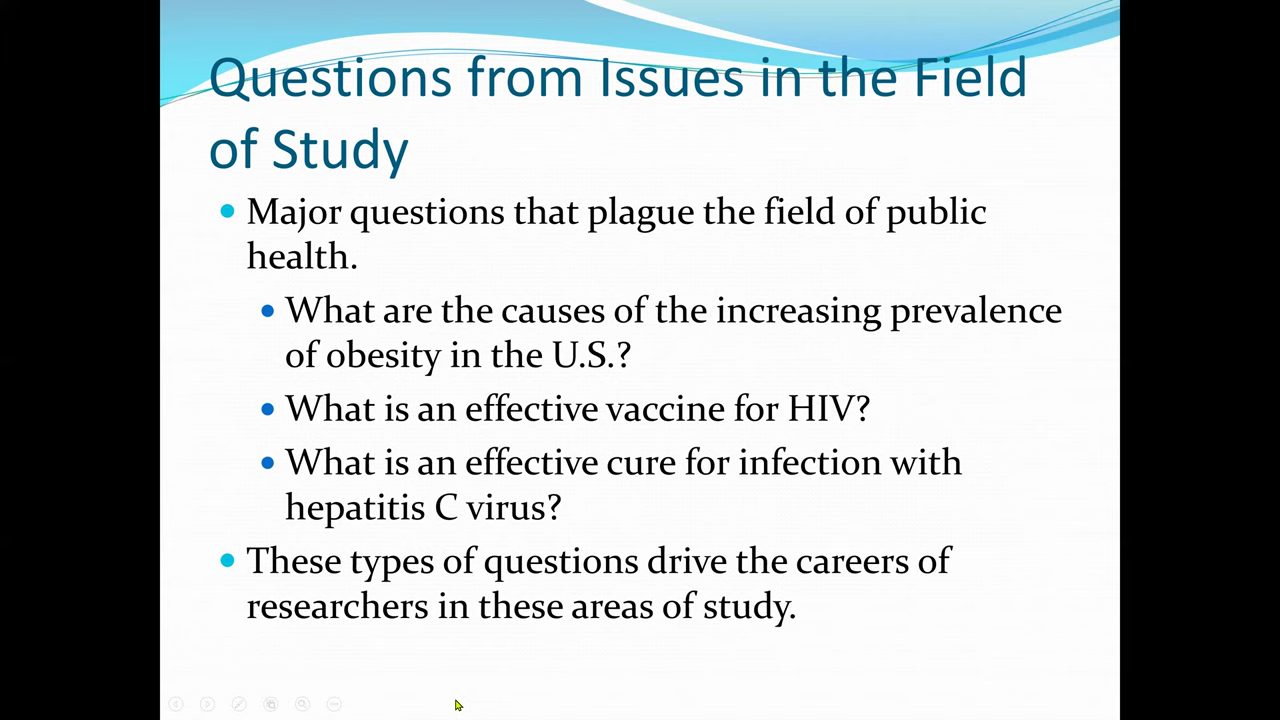 Questions from Issues in the Field
of Study
Major questions that plague the field of public
health.
What are the causes of the increasing prevalence
of obesity in the U.S.?
What is an effective vaccine for HIV?
What is an effective cure for infection with
hepatitis C virus?
These types of questions drive the careers of
researchers in these areas of study.